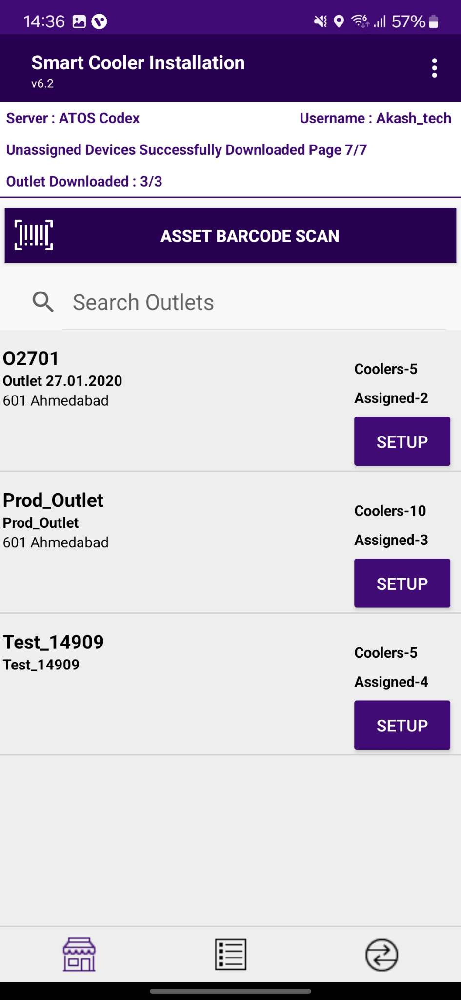 14:36
57%
Smart Cooler Installation
v6.2
Server : ATOS Codex
Username : Akash_tech
Unassigned Devices Successfully Downloaded Page 7/7
Outlet Downloaded : 3/3
ASSET BARCODE SCAN
Search Outlets
O2701
Outlet 27.01.2020
601 Ahmedabad
Coolers-5
Assigned-2
SETUP
Prod_Outlet
Prod_Outlet
601 Ahmedabad
Coolers-10
Assigned-3
SETUP
Test_14909
Test_14909
Coolers-5
Assigned-4
SETUP